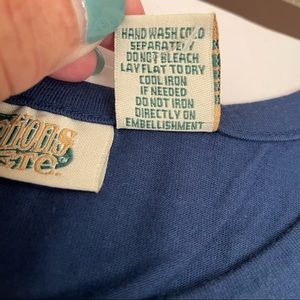 HAND WASH COLD
SEPARATELY
DO NOT BLEACH
LAY FLAT TO DRY
COOL IRON
IF NEEDED
DO NOT IRON
DIRECTLY ON
EMBELLISHMENT